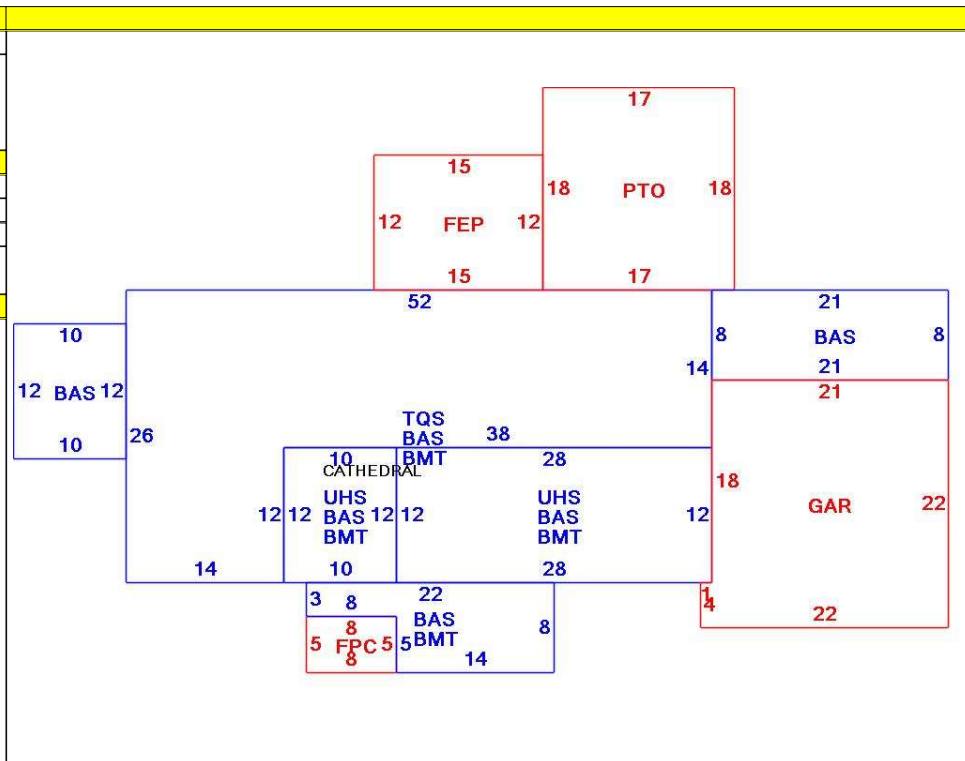 17
15
18 PTO 18
12 FEP 12
15 17
52 21
10 8 BAS 8
12 BAS 12 14 21
21
10 26
TQS
BAS 38
BMT
10 28
CATHEDRAL
18
12 12 UHS 12 12 UHS 12 GAR 22
BAS BAS
BMT BMT
14 10 28
3 8 22 1
4
BAS 8 22
BMT
8
5 FPC 5 5
8 14